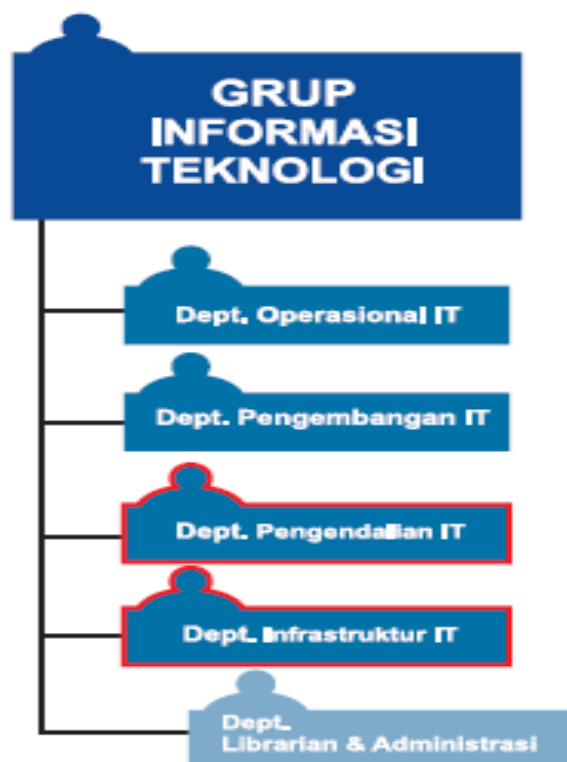 GRUP
INFORMASI
TEKNOLOGI
Dept. Operasional IT
Dept. Pengembangan IT
Dept. Pengendalian IT
Dept. Infrastruktur IT
Dept.
Librarian & Administrasi